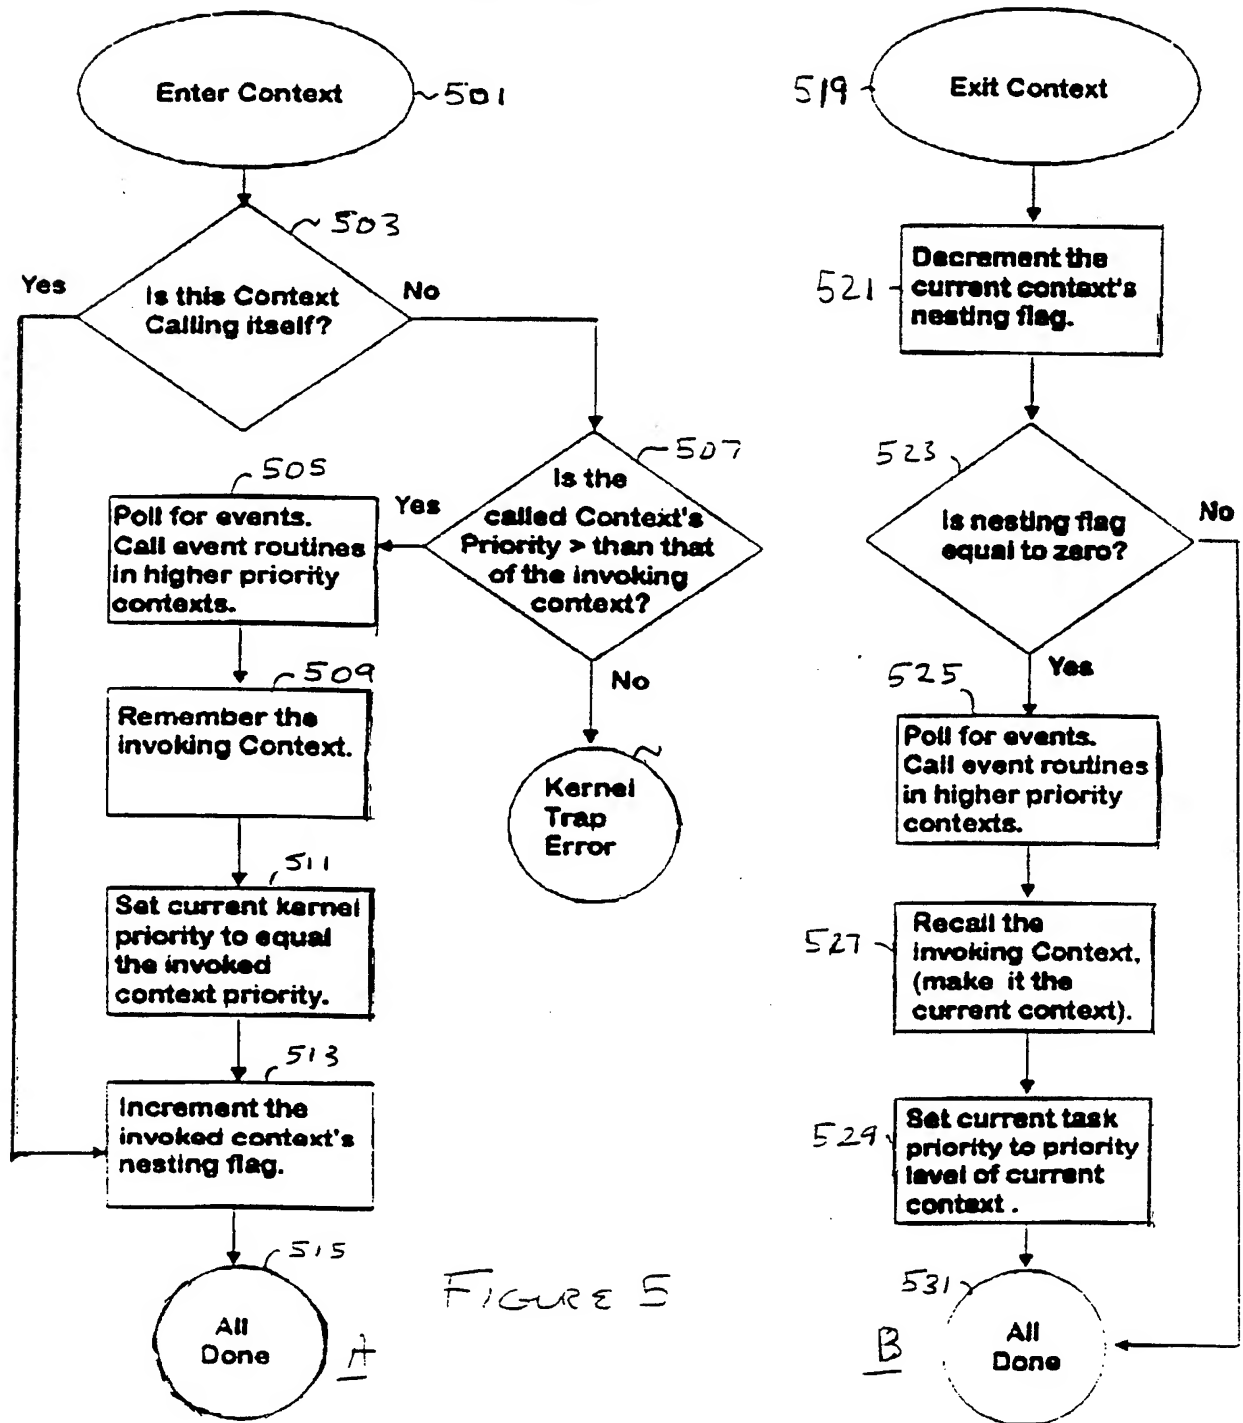 Enter Context
501
503
Yes
Is this Context
Calling itself?
No
507
Is the
called Context's
Priority > than that
of the invoking
context?
Yes
No
505
Poll for events.
Call event routines
in higher priority
contexts.
509
Remember the
invoking Context.
Kernel
Trap
Error
511
Set current kernel
priority to equal
the invoked
context priority.
513
Increment the
invoked context's
nesting flag.
515
All
Done
A
FIGURE 5
519
Exit Context
521
Decrement the
current context's
nesting flag.
523
Is nesting flag
equal to zero?
No
Yes
525
Poll for events.
Call event routines
in higher priority
contexts.
527
Recall the
invoking Context,
(make it the
current context).
529
Set current task
priority to priority
level of current
context .
531
All
Done
B